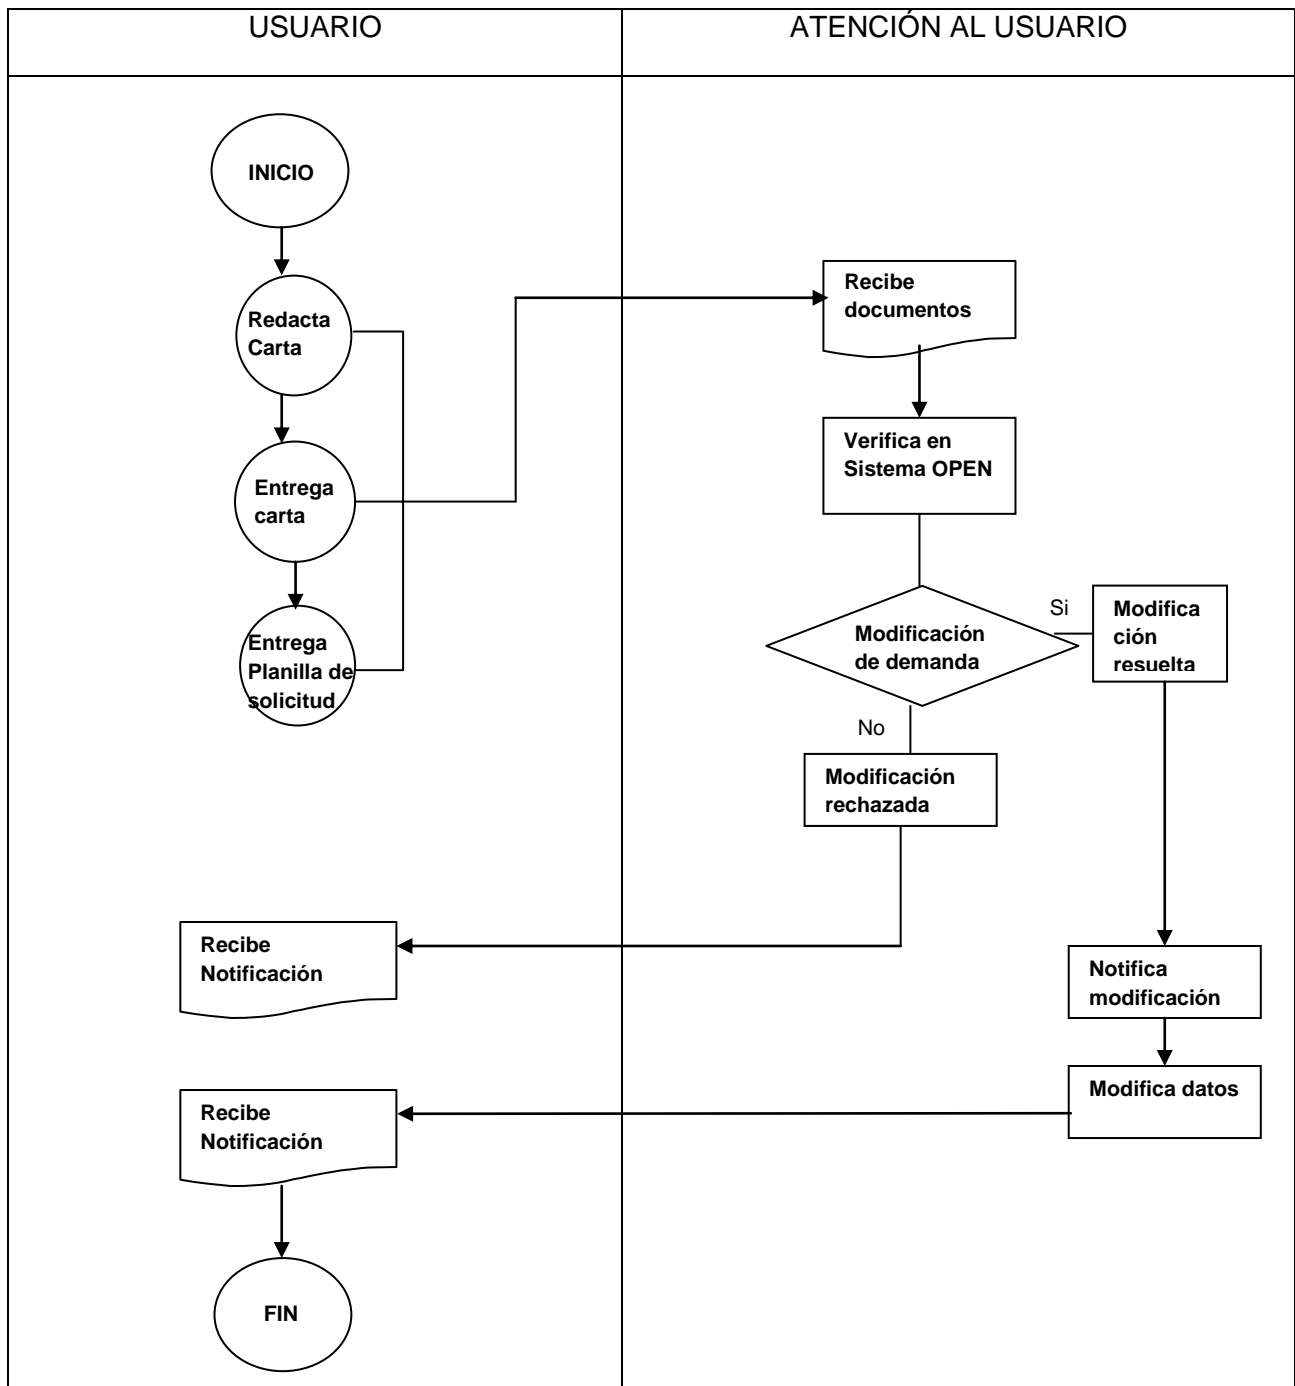 USUARIO
ATENCIÓN AL USUARIO
INICIO
Redacta
Carta
Entrega
carta
Entrega
Planilla de
solicitud
Recibe
documentos
Verifica en
Sistema OPEN
Modificación
de demanda
Si
Modifica
ción
resuelta
No
Modificación
rechazada
Recibe
Notificación
Notifica
modificación
Modifica datos
Recibe
Notificación
FIN